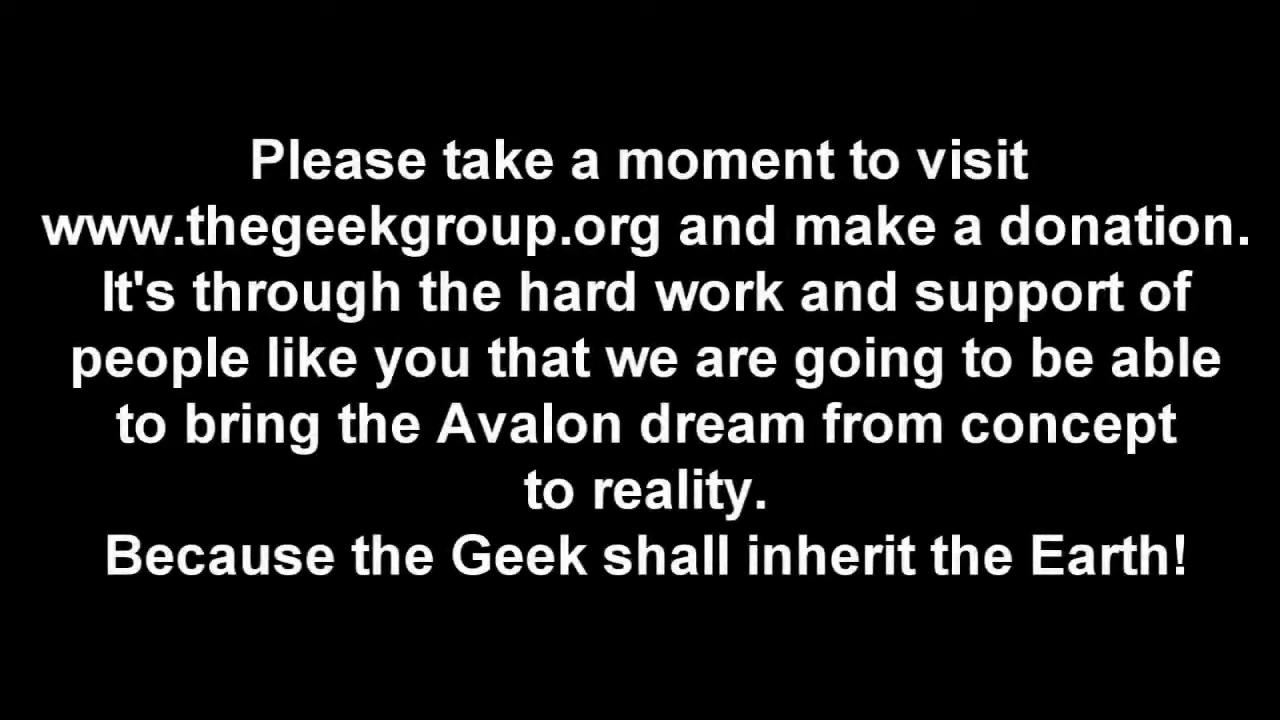 Please take a moment to visit
www.thegeekgroup.org and make a donation.
It's through the hard work and support of
people like you that we are going to be able
to bring the Avalon dream from concept
to reality.
Because the Geek shall inherit the Earth!